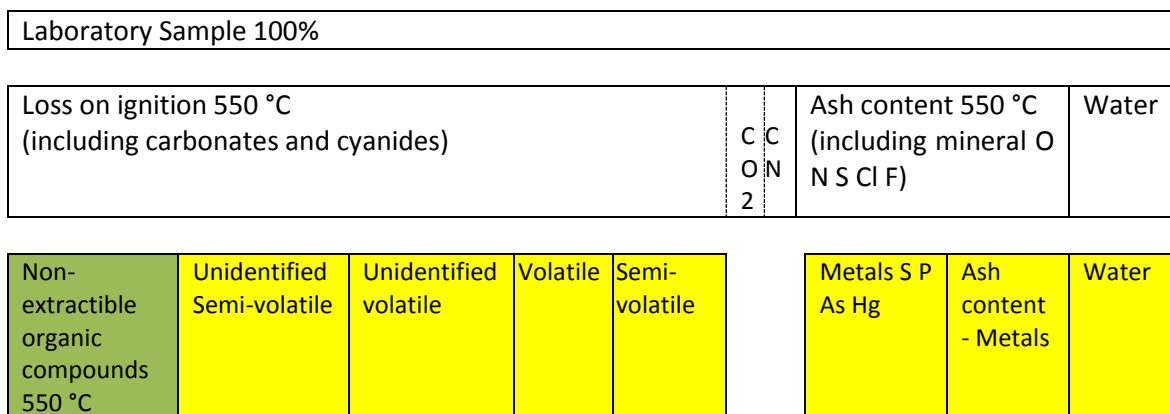 Laboratory Sample 100%
Loss on ignition 550 °C
(including carbonates and cyanides)
C
O
2
C
N
Ash content 550 °C
(including mineral O
N S Cl F)
Water
Non-
extractible
organic
compounds
550 °C
Unidentified
Semi-volatile
Unidentified
volatile
Volatile
Semi-
volatile
Metals S P
As Hg
Ash
content
- Metals
Water